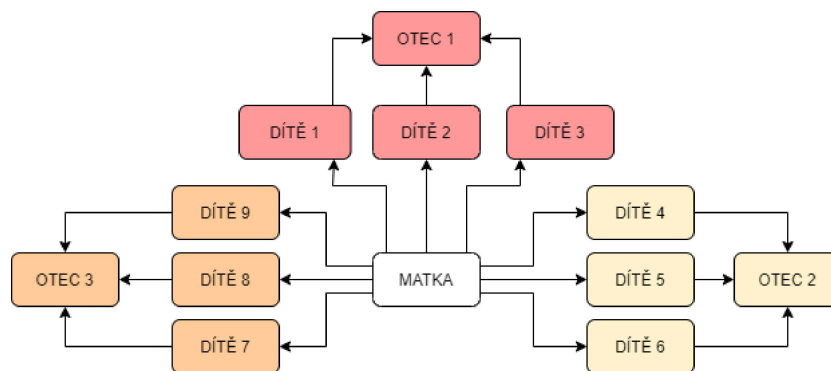 OTEC 1
DÍTĚ 1
DÍTĚ 2
DÍTĚ 3
DÍTĚ 9
DÍTĚ 4
OTEC 3
DÍTĚ 8
MATKA
DÍTĚ 5
OTEC 2
DÍTĚ 7
DÍTĚ 6